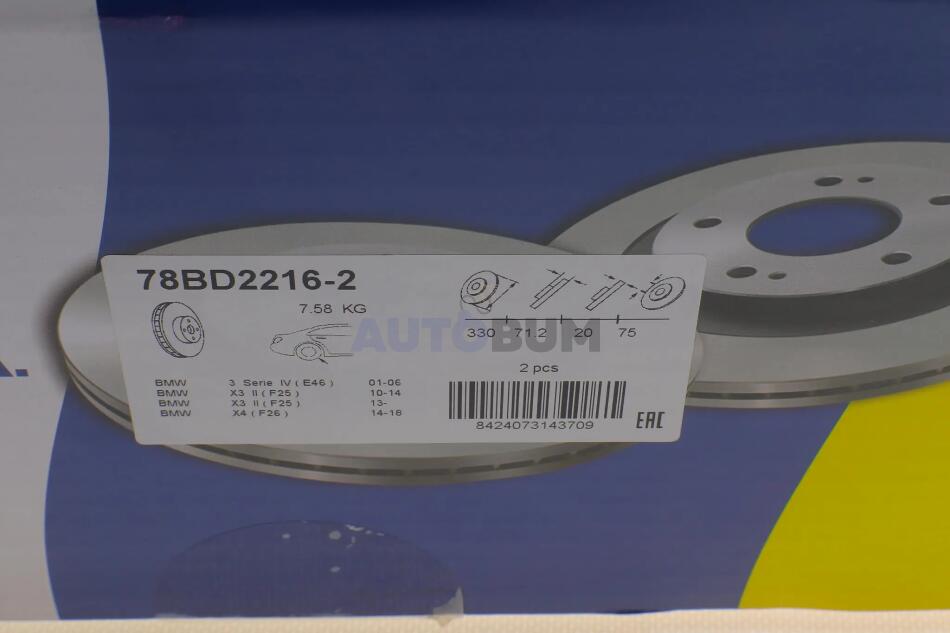 78BD2216-2
7.58 KG
330 71.2 20 75
AUTOBUM
2 pcs
BMW 3 Serie IV ( E46 ) 01-06
BMW X3 II ( F25 ) 10-14
BMW X3 II ( F25 ) 13-
BMW X4 ( F26 ) 14-18
8424073143709
EAC
A.